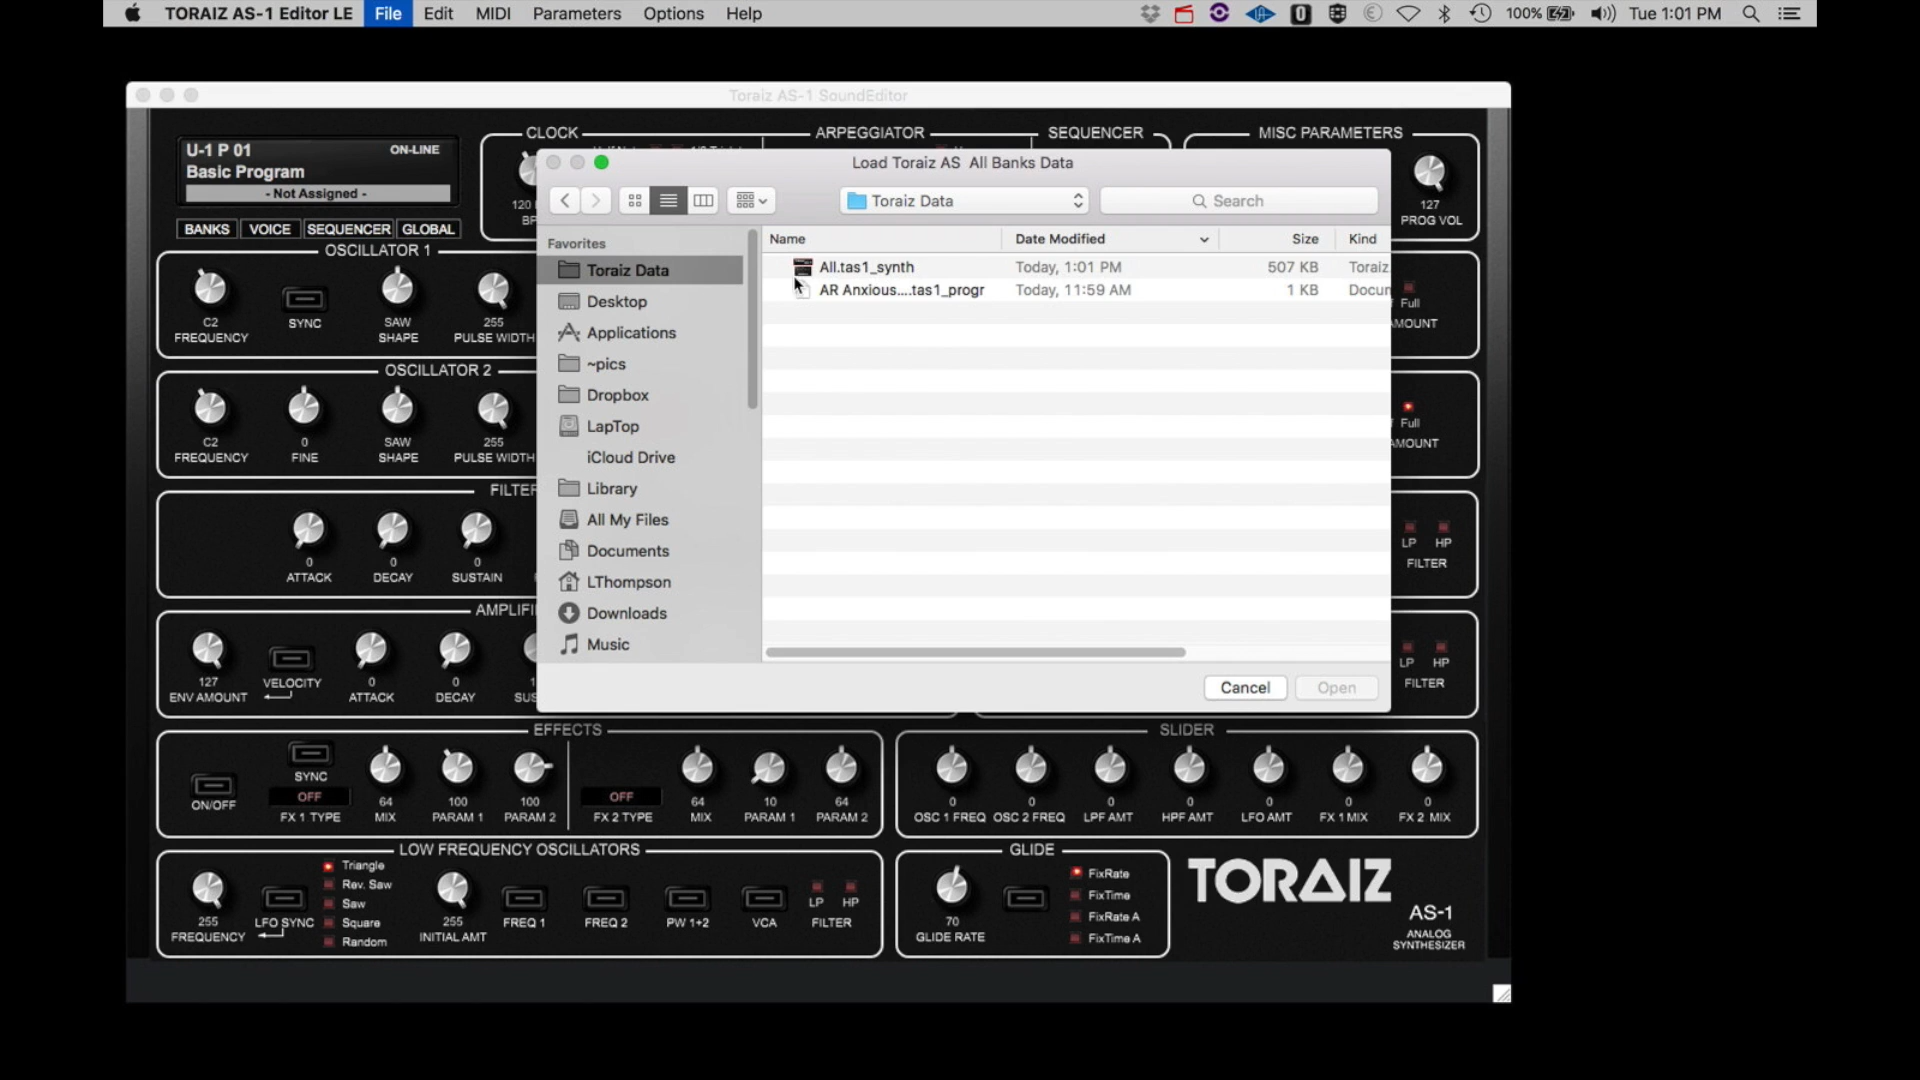 TORAIZ AS-1 Editor LE File Edit MIDI Parameters Options Help 100% Tue 1:01 PM
Toraiz AS-1 SoundEditor
U-1 P 01 ON-LINE
Basic Program
- Not Assigned -
BANKS VOICE SEQUENCER GLOBAL
CLOCK ARPEGGIATOR SEQUENCER MISC PARAMETERS
120
127
PROG VOL
Load Toraiz AS All Banks Data
Toraiz Data Search
Favorites
Toraiz Data
Desktop
Applications
~pics
Dropbox
LapTop
iCloud Drive
Library
All My Files
Documents
LThompson
Downloads
Music
Name Date Modified Size Kind
All.tas1_synth Today, 1:01 PM 507 KB Toraiz
AR Anxious....tas1_progr Today, 11:59 AM 1 KB Docun
Cancel Open
OSCILLATOR 1
C2 SAW 255
FREQUENCY SYNC SHAPE PULSE WIDTH
Full
AMOUNT
OSCILLATOR 2
C2 0 SAW 255
FREQUENCY FINE SHAPE PULSE WIDTH
Full
AMOUNT
FILTER
0 0 0
ATTACK DECAY SUSTAIN
LP HP
FILTER
AMPLIFI
127 VELOCITY 0 0
ENV AMOUNT ATTACK DECAY SUS
LP HP
FILTER
EFFECTS
ON/OFF
SYNC
OFF
FX 1 TYPE
64 100 100
MIX PARAM 1 PARAM 2
OFF
FX 2 TYPE
64 10 64
MIX PARAM 1 PARAM 2
SLIDER
0 0 0 0 0 0 0
OSC 1 FREQ OSC 2 FREQ LPF AMT HPF AMT LFO AMT FX 1 MIX FX 2 MIX
LOW FREQUENCY OSCILLATORS
255
FREQUENCY
LFO SYNC
Triangle
Rev. Saw
Saw
Square
Random
255
INITIAL AMT
FREQ 1 FREQ 2 PW 1+2 VCA
LP HP
FILTER
GLIDE
70
GLIDE RATE
FixRate
FixTime
FixRate A
FixTime A
TORAIZ
AS-1
ANALOG
SYNTHESIZER